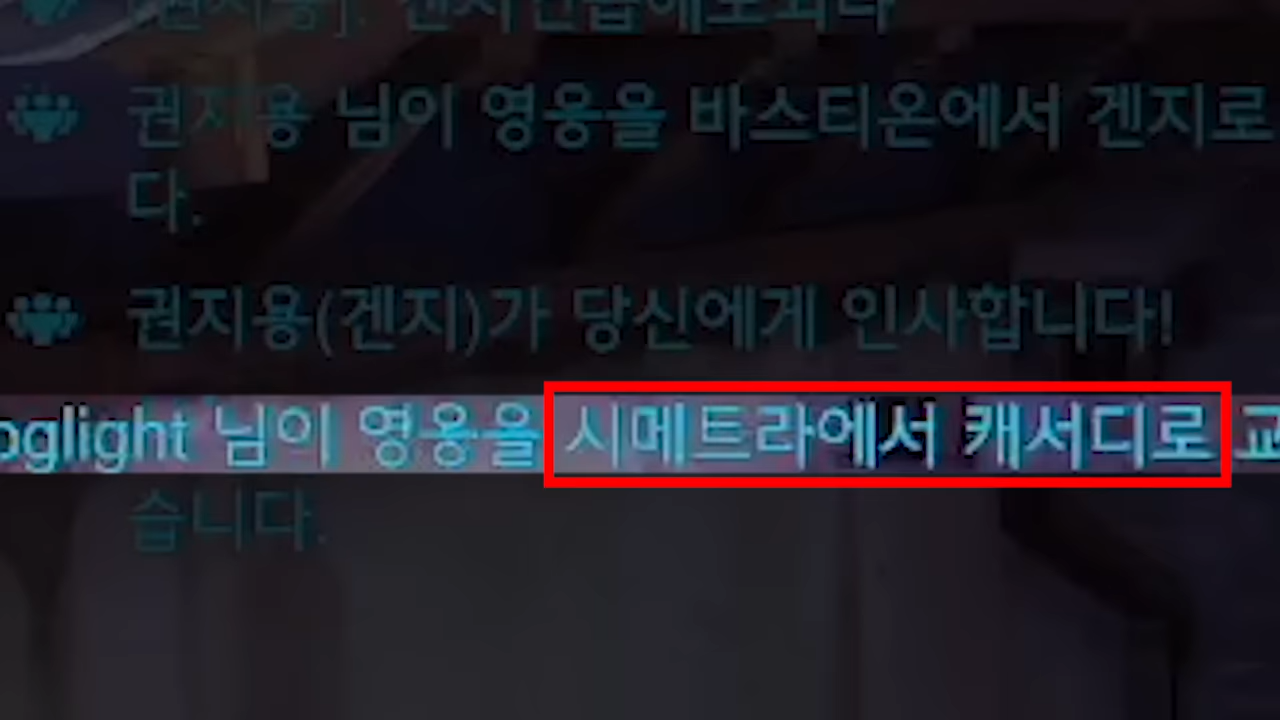 권지용 님이 영웅을 바스티온에서 겐지로
다.
권지용(겐지)가 당신에게 인사합니다!
oglight 님이 영웅을 시메트라에서 캐서디로 교
습니다.